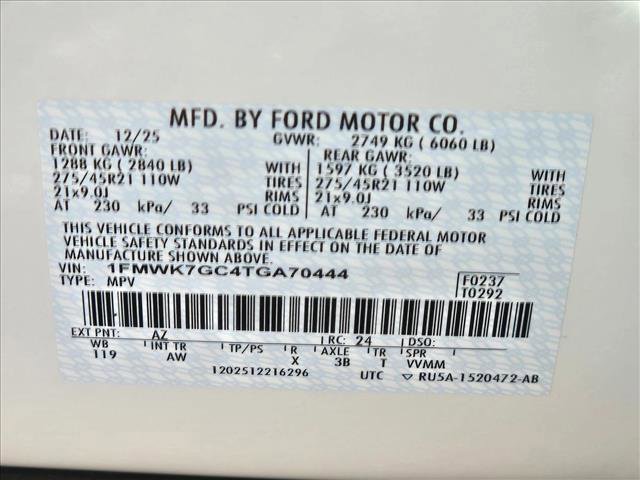 MFD. BY FORD MOTOR CO.
DATE: 12/25 GVWR: 2749 KG ( 6060 LB)
FRONT GAWR: REAR GAWR:
1288 KG ( 2840 LB) WITH 1597 KG ( 3520 LB) WITH
275/45R21 110W TIRES 275/45R21 110W TIRES
21x9.0J RIMS 21x9.0J RIMS
AT 230 kPa/ 33 PSI COLD AT 230 kPa/ 33 PSI COLD
THIS VEHICLE CONFORMS TO ALL APPLICABLE FEDERAL MOTOR
VEHICLE SAFETY STANDARDS IN EFFECT ON THE DATE OF
MANUFACTURE SHOWN ABOVE.
VIN: 1FMWK7GC4TGA70444 F0237
TYPE: MPV T0292
EXT PNT: AZ RC: 24 DSO:
WB INT TR TP/PS R AXLE TR SPR
119 AW X 3B T VVMM
1202512216296 UTC ▽ RU5A-1520472-AB